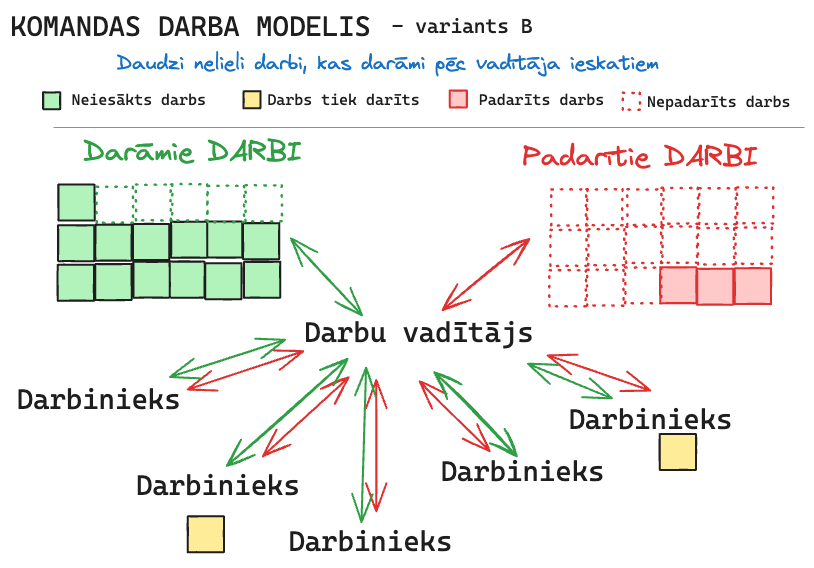 KOMANDAS DARBA MODELIS - variants B
Daudzi nelieli darbi, kas darāmi pēc vadītāja ieskatiem
Neiesākts darbs Darbs tiek darīts Padarīts darbs Nepadarīts darbs
Darāmie DARBI Padarītie DARBI
Darbu vadītājs
Darbinieks
Darbinieks
Darbinieks
Darbinieks
Darbinieks